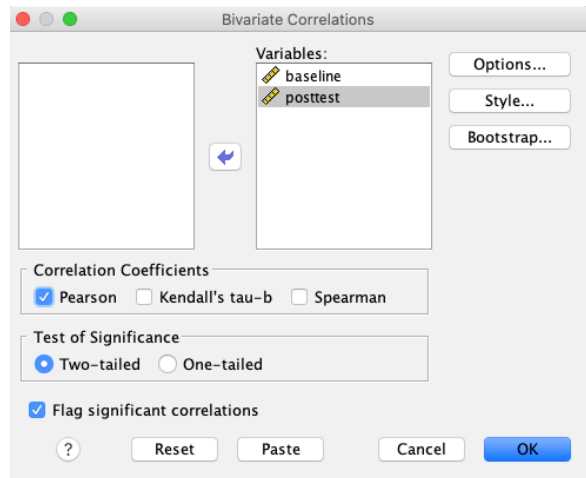 Bivariate Correlations
Variables:
baseline
posttest
Options...
Style...
Bootstrap...
Correlation Coefficients
Pearson Kendall's tau-b Spearman
Test of Significance
Two-tailed One-tailed
Flag significant correlations
? Reset Paste Cancel OK